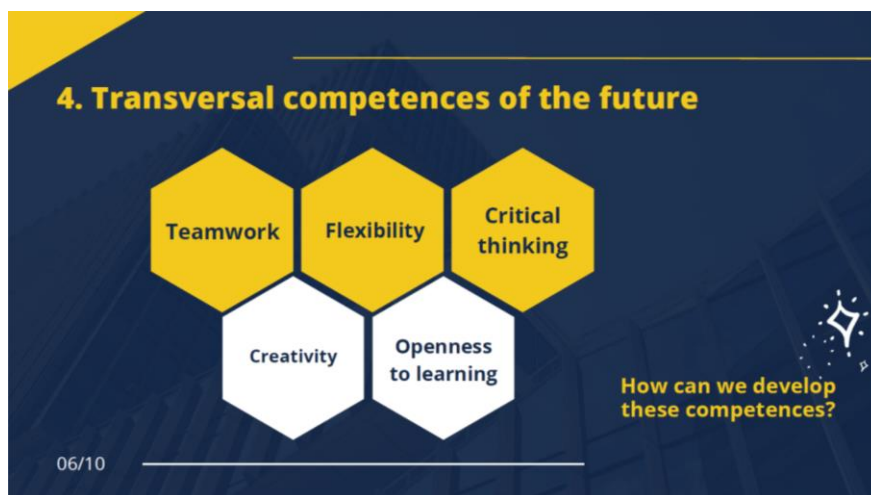 4. Transversal competences of the future
Teamwork
Flexibility
Critical
thinking
Creativity
Openness
to learning
How can we develop
these competences?
06/10